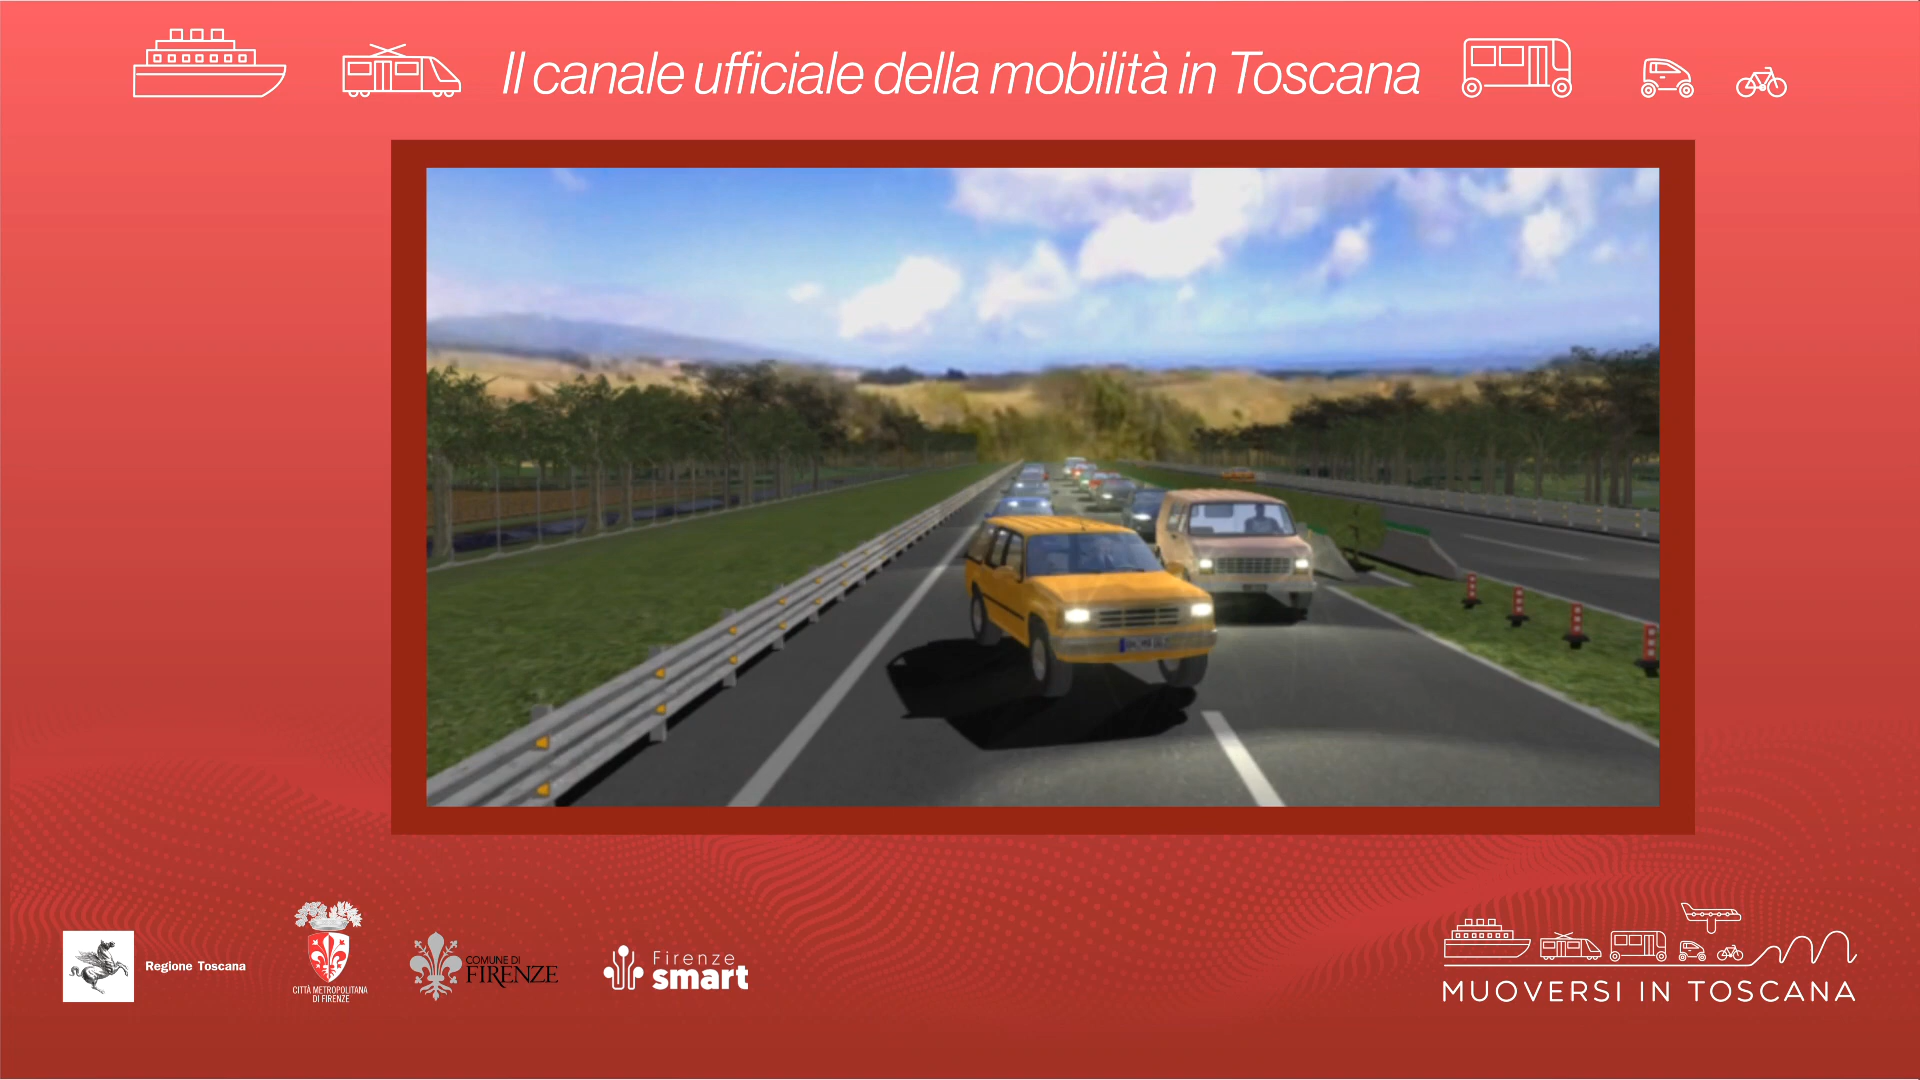 Il canale ufficiale della mobilità in Toscana
Regione Toscana
CITTÀ METROPOLITANA
DI FIRENZE
COMUNE DI
FIRENZE
Firenze
smart
MUOVERSI IN TOSCANA